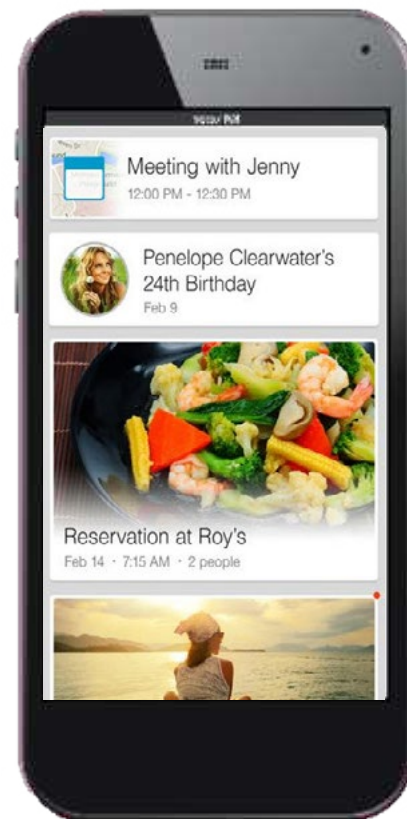 Meeting with Jenny
12:00 PM - 12:30 PM
Penelope Clearwater's
24th Birthday
Feb 9
Reservation at Roy's
Feb 14 · 7:15 AM · 2 people